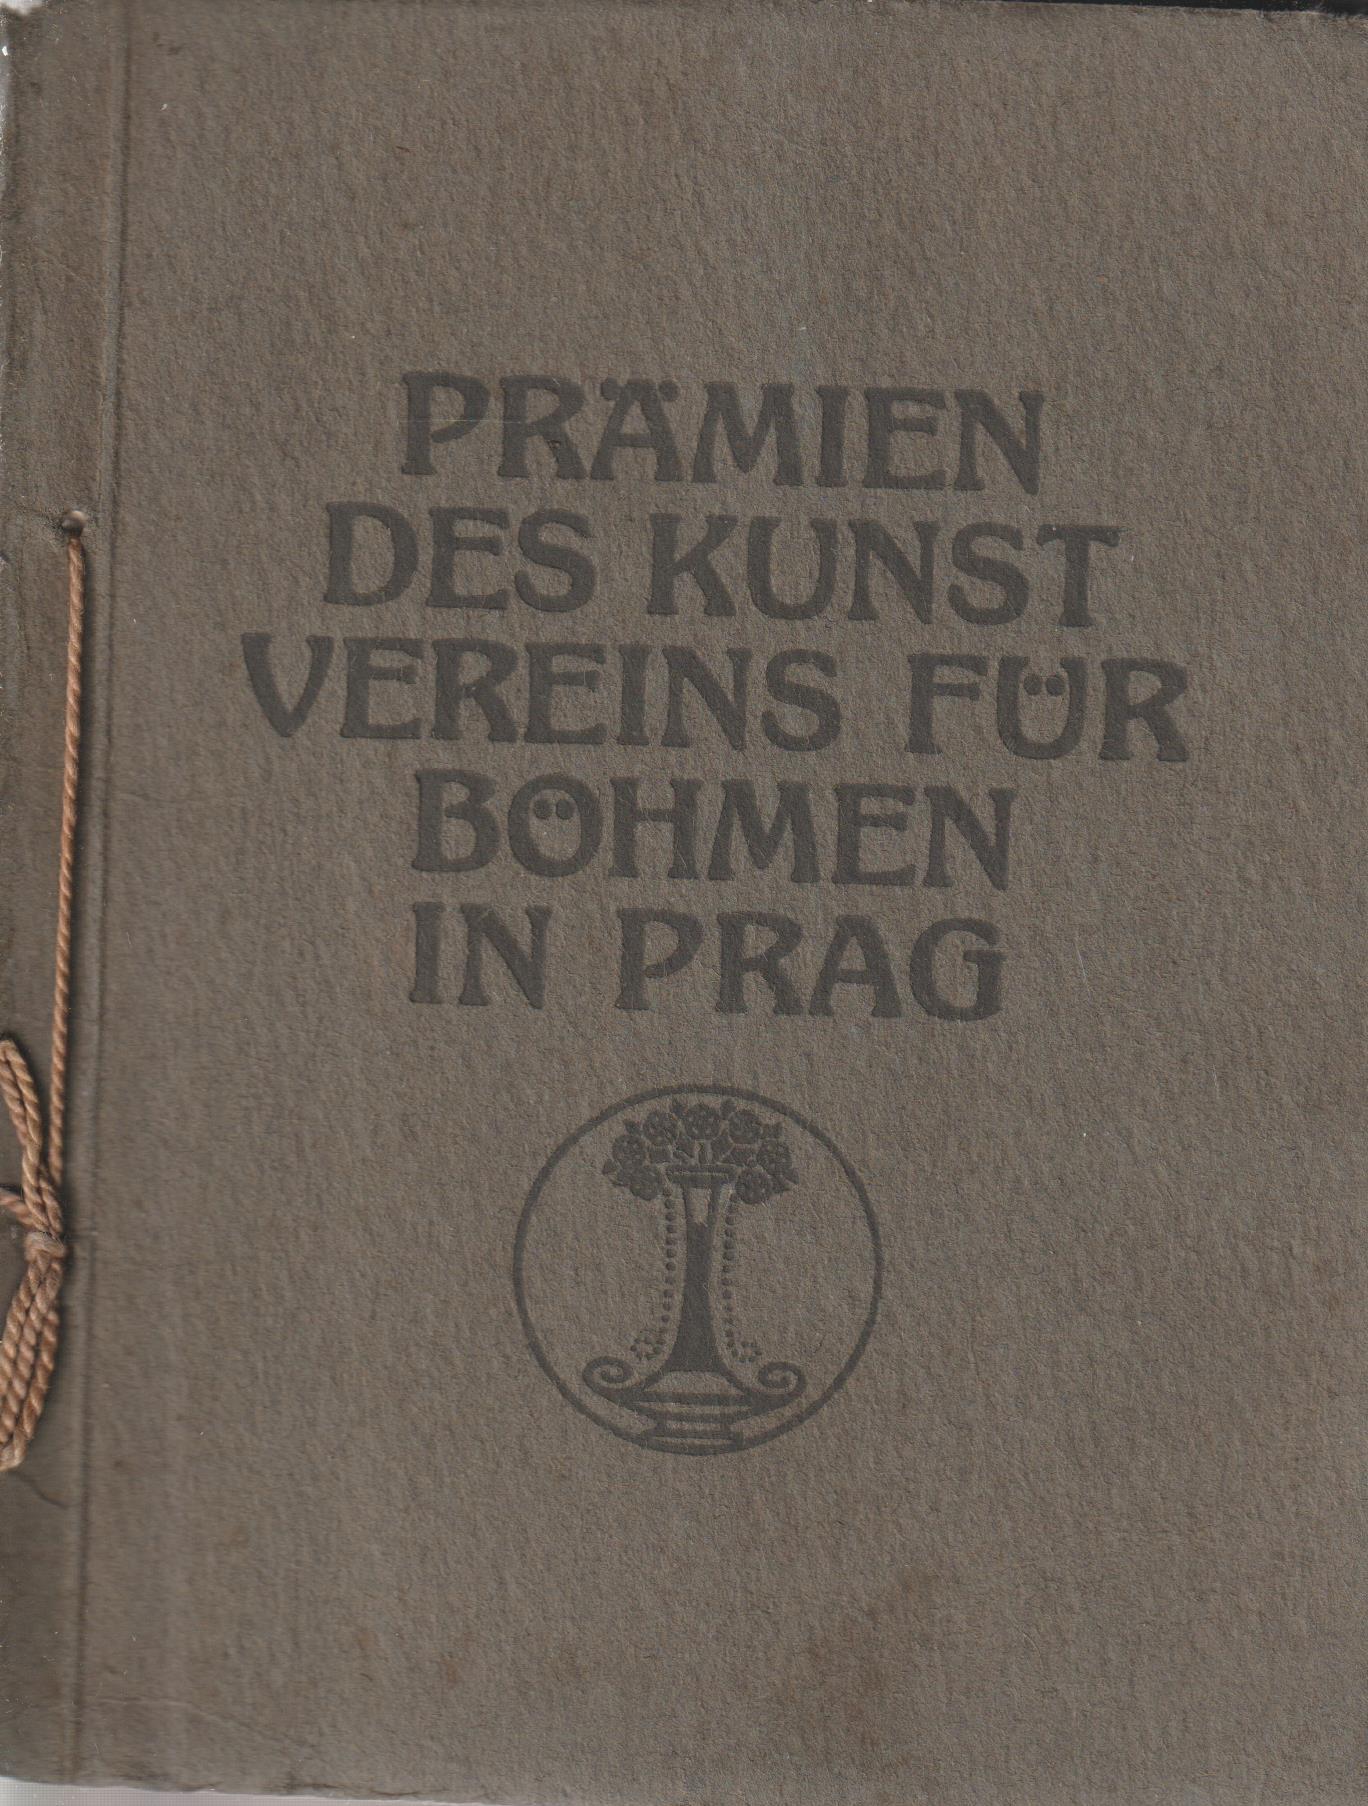 PRÄMIEN
DES KUNST
VEREINS FÜR
BÖHMEN
IN PRAG